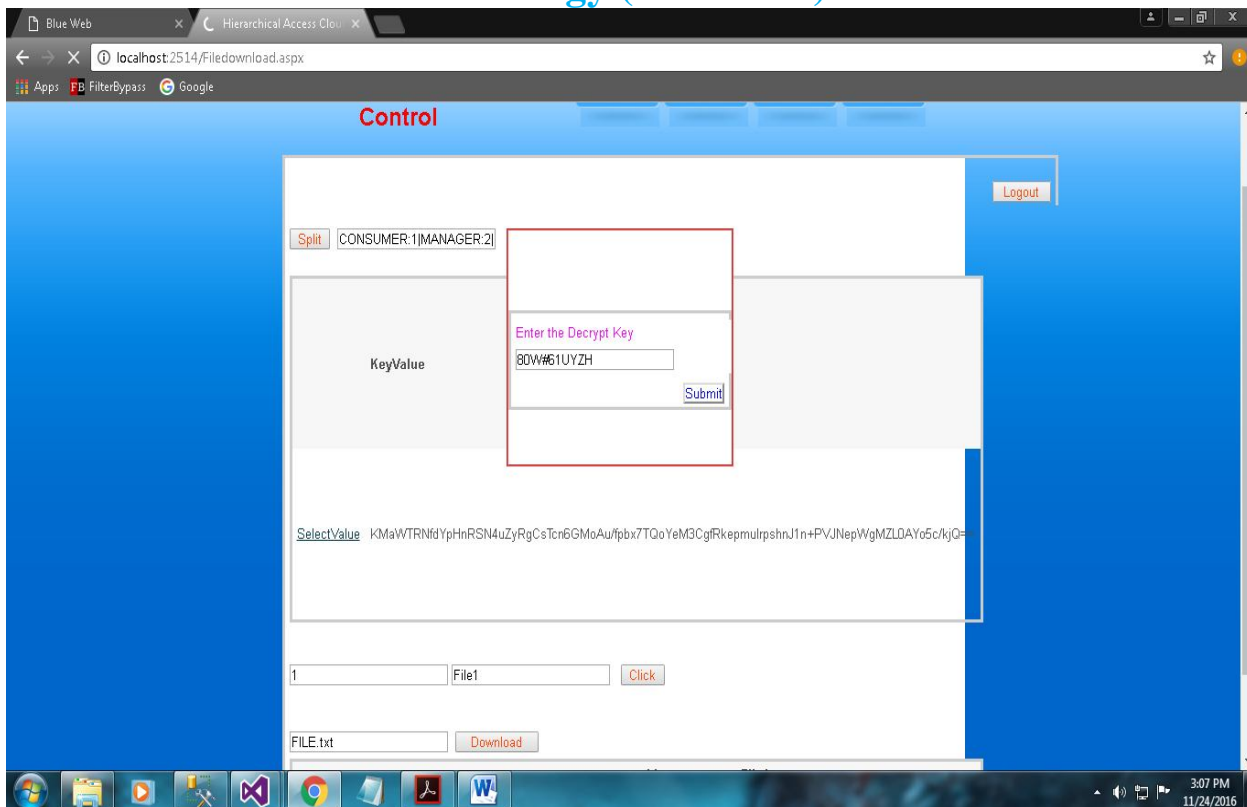 gy (
Blue Web
Hierarchical Access Clou
localhost:2514/Filedownload.aspx
Apps FB FilterBypass G Google
Control
Logout
Split CONSUMER:1|MANAGER:2|
Enter the Decrypt Key
80W#61UYZH
KeyValue
Submit
SelectValue KMaWTRNfdYpHnRSN4uZyRgCsTcn6GMoAu/fpbx7TQoYeM3CgfRkepmulrpshnJ1n+PVJNepWgMZL0AYo5c/kjQ==
1 File1 Click
FILE.txt Download
3:07 PM
11/24/2016